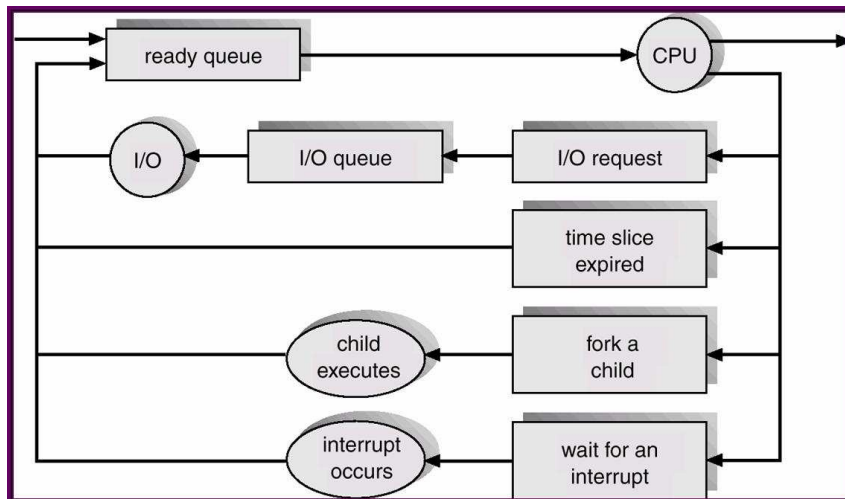 ready queue
CPU
I/O
I/O queue
I/O request
time slice
expired
child
executes
fork a
child
interrupt
occurs
wait for an
interrupt